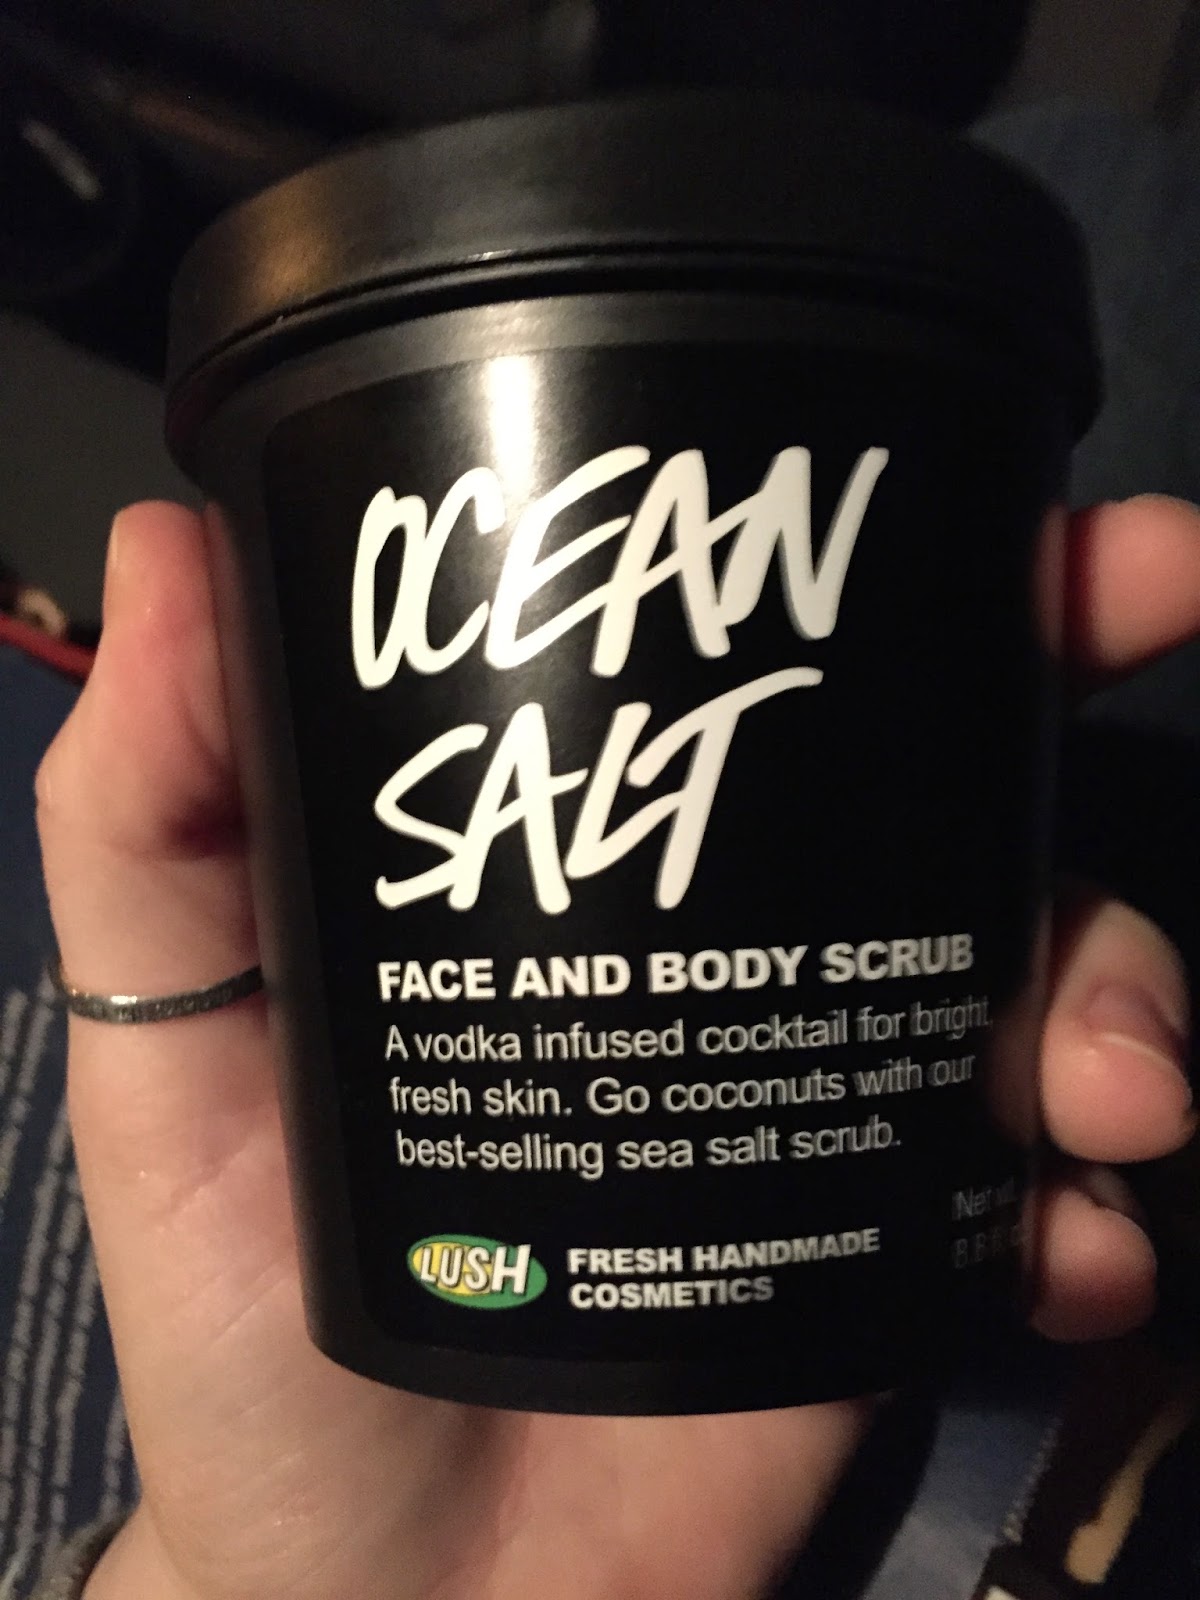 OCEAN
SALT
FACE AND BODY SCRUB
A vodka infused cocktail for bright,
fresh skin. Go coconuts with our
best-selling sea salt scrub.
LUSH
FRESH HANDMADE
COSMETICS
Net